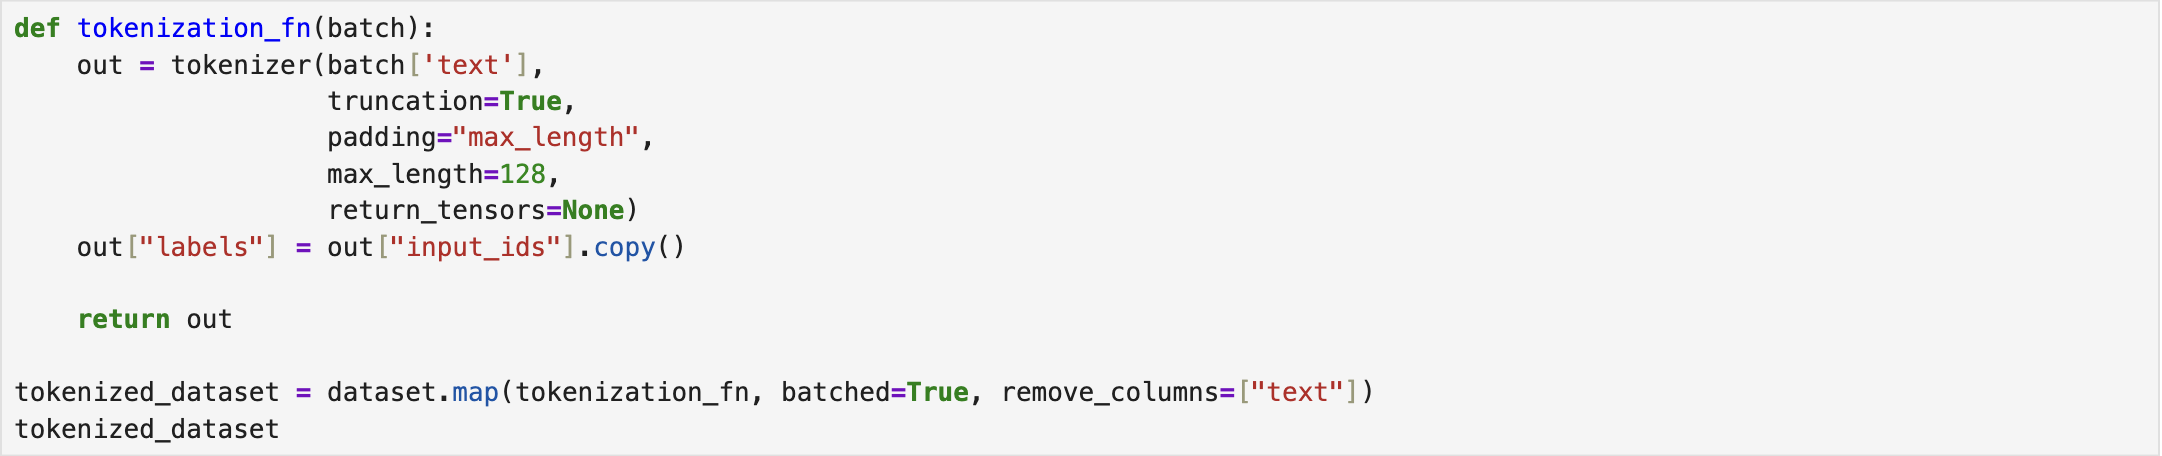 def tokenization_fn(batch):
    out = tokenizer(batch['text'],
                    truncation=True,
                    padding="max_length",
                    max_length=128,
                    return_tensors=None)
    out["labels"] = out["input_ids"].copy()

    return out

tokenized_dataset = dataset.map(tokenization_fn, batched=True, remove_columns=["text"])
tokenized_dataset